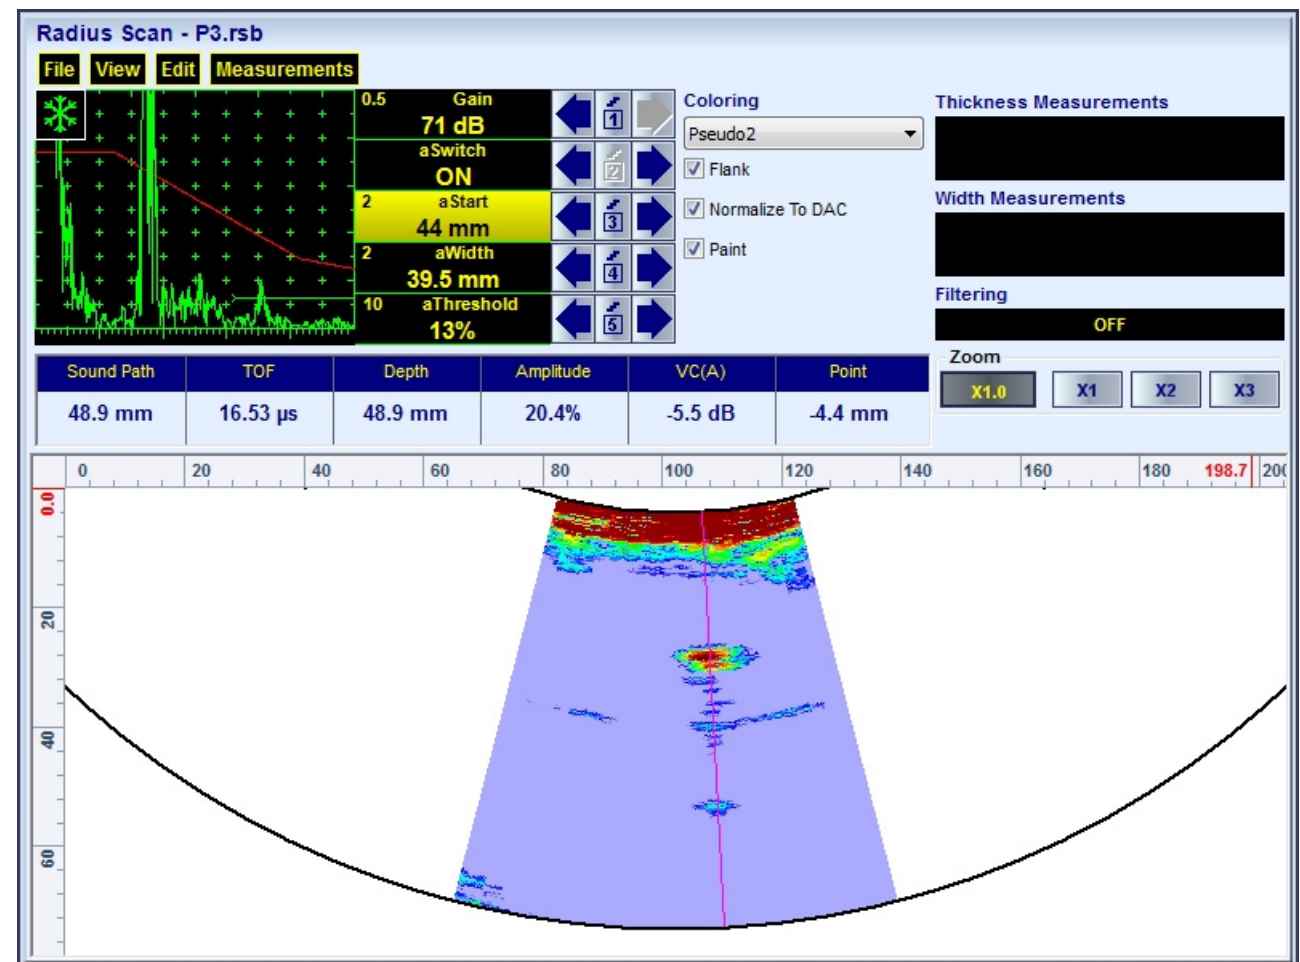 Radius Scan - P3.rsb
File View Edit Measurements
0.5 Gain
71 dB
1
aSwitch
ON
2
2 aStart
44 mm
3
2 aWidth
39.5 mm
4
10 aThreshold
13%
5
Coloring
Pseudo2
Flank
Normalize To DAC
Paint
Thickness Measurements
Width Measurements
Filtering
OFF
Zoom
X1.0 X1 X2 X3
Sound Path TOF Depth Amplitude VC(A) Point
48.9 mm 16.53 µs 48.9 mm 20.4% -5.5 dB -4.4 mm
0 20 40 60 80 100 120 140 160 180 198.7 200
0.0
20
40
60